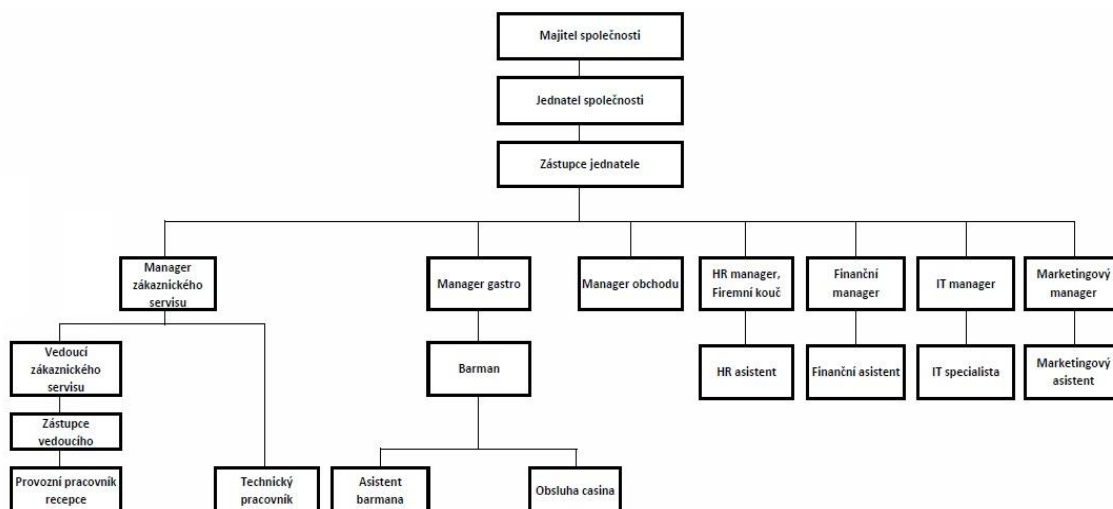 Majitel společnosti
Jednatel společnosti
Zástupce jednatele
Manager
zákaznického
servisu
Manager gastro
Manager obchodu
HR manager,
Firemní kouč
Finanční
manager
IT manager
Marketingový
manager
Vedoucí
zákaznického
servisu
Barman
HR asistent
Finanční asistent
IT specialista
Marketingový
asistent
Zástupce
vedoucího
Provozní pracovník
recepce
Technický
pracovník
Asistent
barmana
Obsluha casina